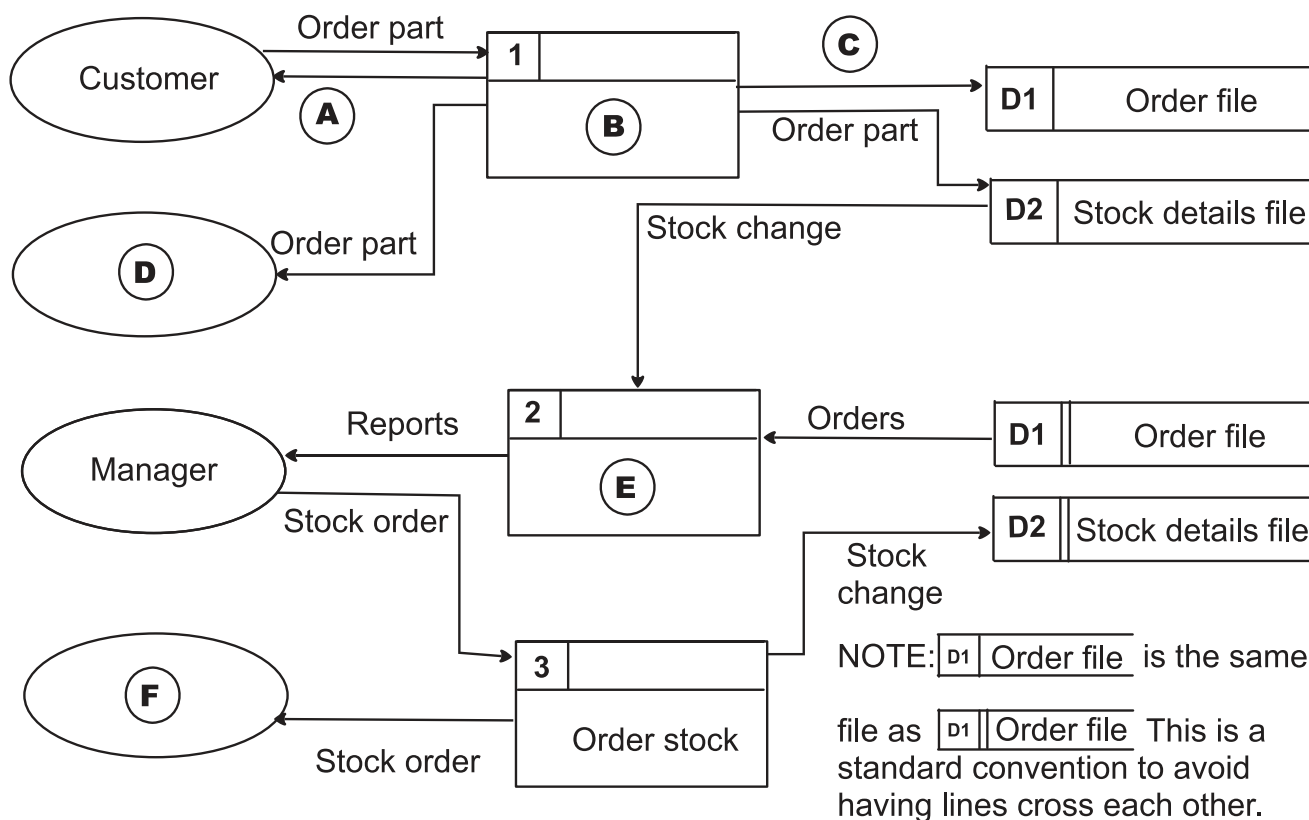 Order part
C
1
Customer
A
B
D1 Order file
Order part
D2 Stock details file
Stock change
Order part
D
2
Reports
Orders
D1 Order file
Manager
E
Stock order
D2 Stock details file
Stock
change
3
NOTE: D1 Order file is the same
F
Order stock
Stock order
file as D1 Order file This is a
standard convention to avoid
having lines cross each other.